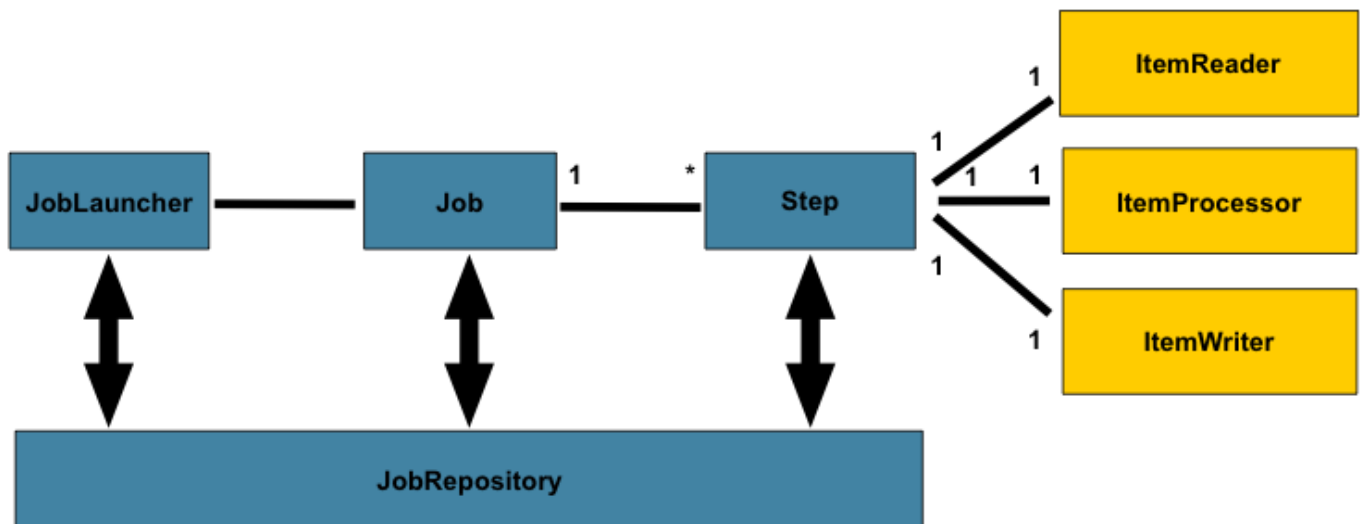 ItemReader
1
1
JobLauncher
Job
1
*
Step
1
1
ItemProcessor
1
1
ItemWriter
JobRepository